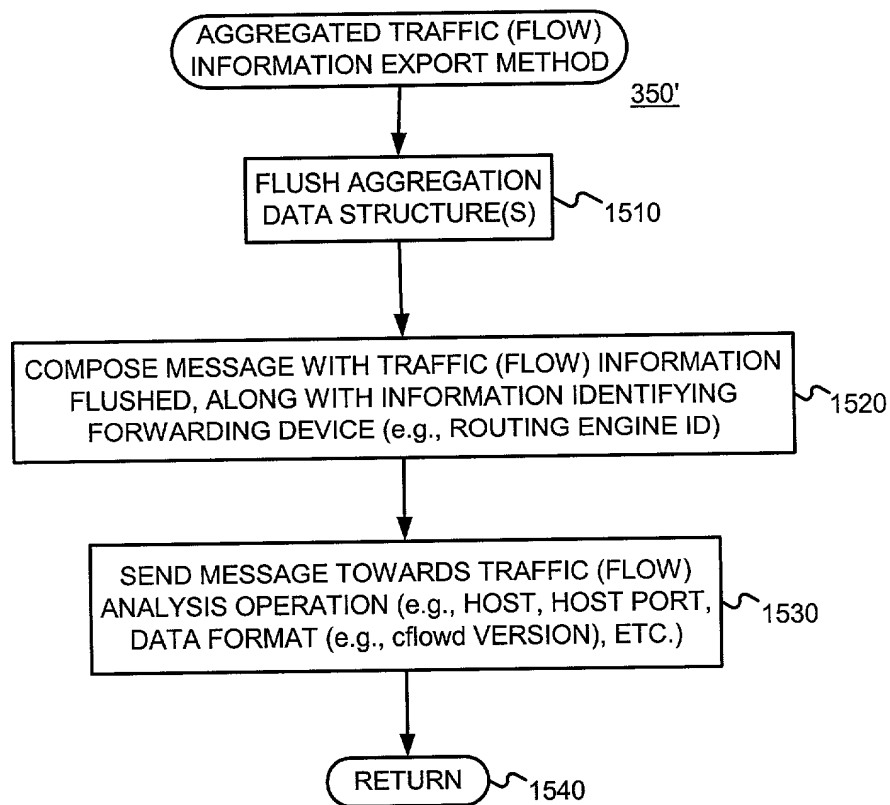 AGGREGATED TRAFFIC (FLOW)
INFORMATION EXPORT METHOD
350'
FLUSH AGGREGATION
DATA STRUCTURE(S)
1510
COMPOSE MESSAGE WITH TRAFFIC (FLOW) INFORMATION
FLUSHED, ALONG WITH INFORMATION IDENTIFYING
FORWARDING DEVICE (e.g., ROUTING ENGINE ID)
1520
SEND MESSAGE TOWARDS TRAFFIC (FLOW)
ANALYSIS OPERATION (e.g., HOST, HOST PORT,
DATA FORMAT (e.g., cflowd VERSION), ETC.)
1530
RETURN
1540